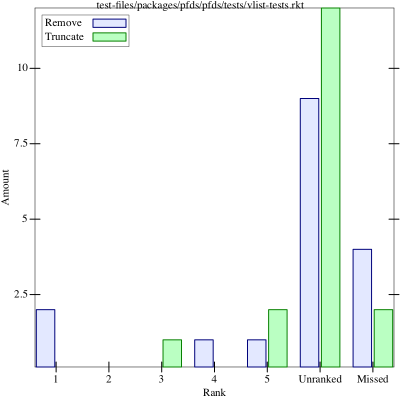 test-files/packages/pfds/pfds/tests/vlist-tests.rkt
Remove
Truncate
10
7.5
5
2.5
Amount
1 2 3 4 5 Unranked Missed
Rank